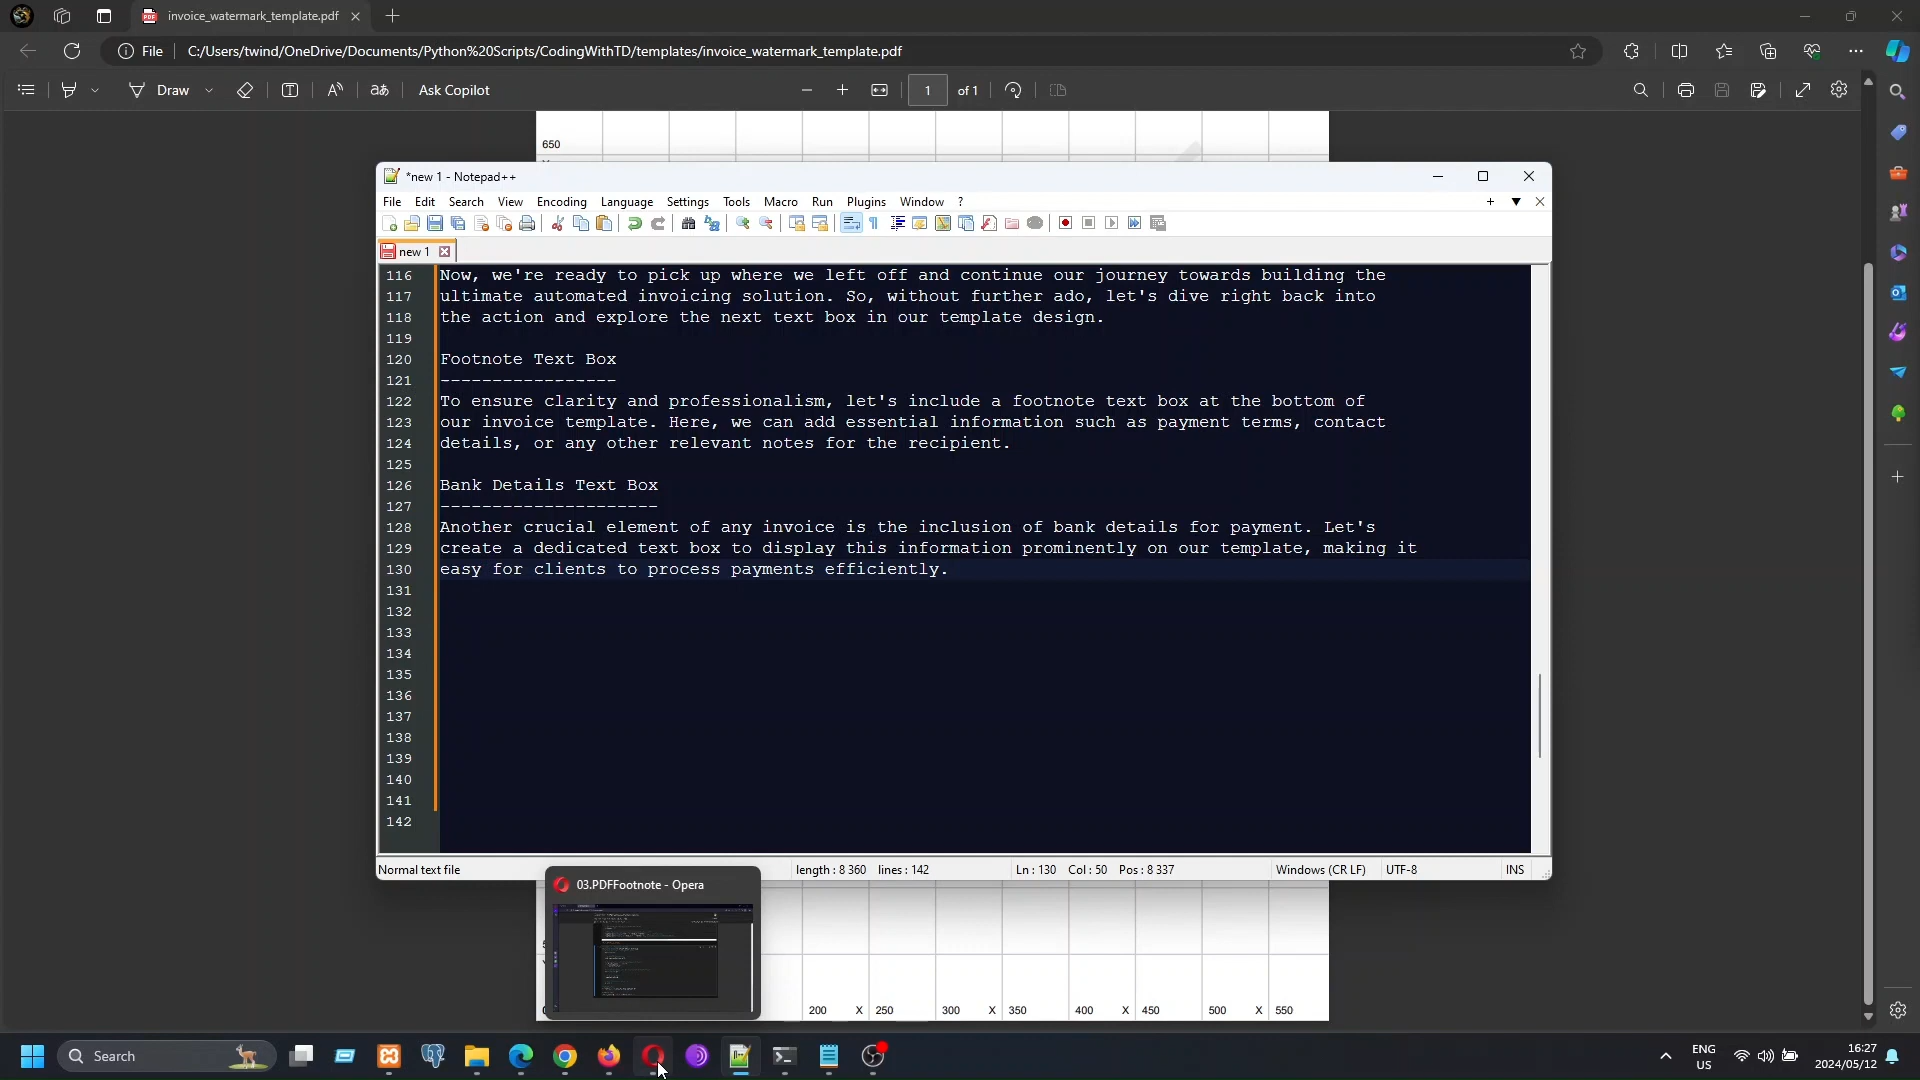 invoice_watermark_template.pdf
File
C:/Users/twind/OneDrive/Documents/Python%20Scripts/CodingWithTD/templates/invoice_watermark_template.pdf
Draw
Ask Copilot
1
of 1
650
*new 1 - Notepad++
File Edit Search View Encoding Language Settings Tools Macro Run Plugins Window ?
new 1
116 Now, we're ready to pick up where we left off and continue our journey towards building the
117 ultimate automated invoicing solution. So, without further ado, let's dive right back into
118 the action and explore the next text box in our template design.
119
120 Footnote Text Box
121 -----------------
122 To ensure clarity and professionalism, let's include a footnote text box at the bottom of
123 our invoice template. Here, we can add essential information such as payment terms, contact
124 details, or any other relevant notes for the recipient.
125
126 Bank Details Text Box
127 ---------------------
128 Another crucial element of any invoice is the inclusion of bank details for payment. Let's
129 create a dedicated text box to display this information prominently on our template, making it
130 easy for clients to process payments efficiently.
131
132
133
134
135
136
137
138
139
140
141
142
Normal text file
length : 8 360 lines : 142
Ln : 130 Col : 50 Pos : 8 337
Windows (CR LF)
UTF-8
INS
03.PDFFootnote - Opera
200 X 250 300 X 350 400 X 450 500 X 550
Search
ENG
US
16:27
2024/05/12